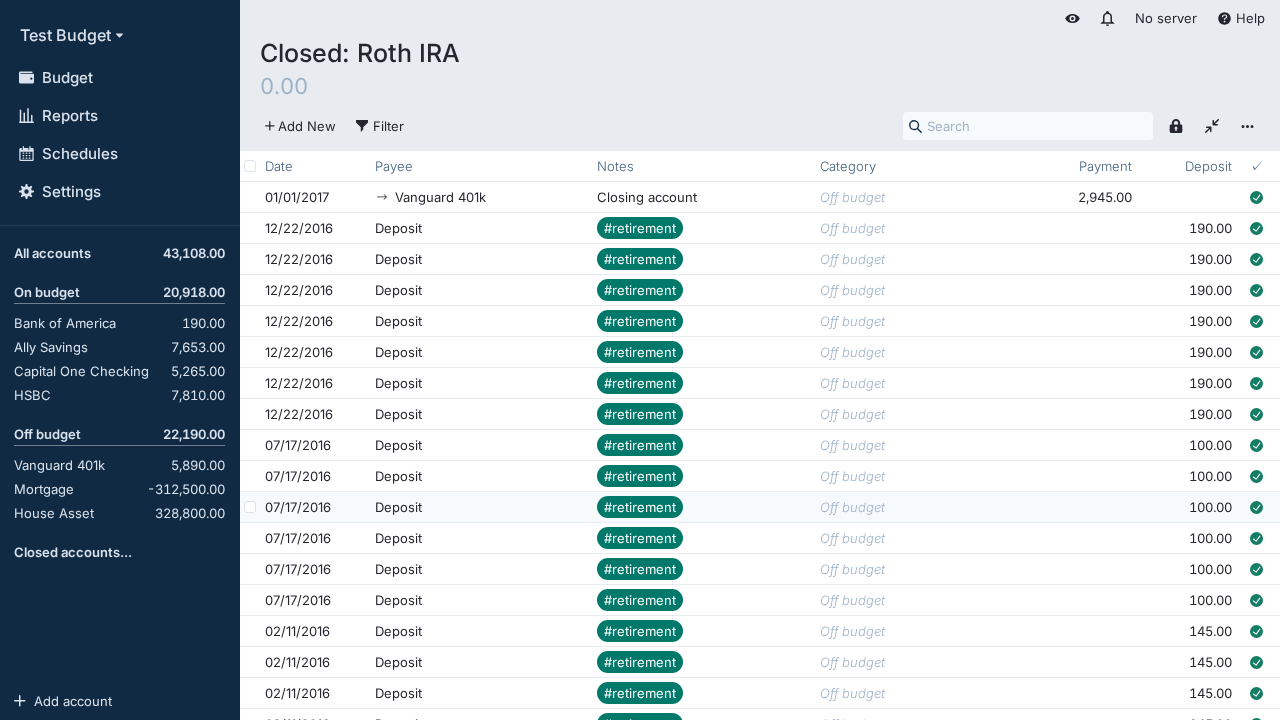 Test Budget
Budget
Reports
Schedules
Settings
All accounts 43,108.00
On budget 20,918.00
Bank of America 190.00
Ally Savings 7,653.00
Capital One Checking 5,265.00
HSBC 7,810.00
Off budget 22,190.00
Vanguard 401k 5,890.00
Mortgage -312,500.00
House Asset 328,800.00
Closed accounts...
+ Add account
No server Help
Closed: Roth IRA
0.00
+ Add New Filter Search
Date Payee Notes Category Payment Deposit ✓
01/01/2017 → Vanguard 401k Closing account Off budget 2,945.00
12/22/2016 Deposit #retirement Off budget 190.00
12/22/2016 Deposit #retirement Off budget 190.00
12/22/2016 Deposit #retirement Off budget 190.00
12/22/2016 Deposit #retirement Off budget 190.00
12/22/2016 Deposit #retirement Off budget 190.00
12/22/2016 Deposit #retirement Off budget 190.00
12/22/2016 Deposit #retirement Off budget 190.00
07/17/2016 Deposit #retirement Off budget 100.00
07/17/2016 Deposit #retirement Off budget 100.00
07/17/2016 Deposit #retirement Off budget 100.00
07/17/2016 Deposit #retirement Off budget 100.00
07/17/2016 Deposit #retirement Off budget 100.00
07/17/2016 Deposit #retirement Off budget 100.00
02/11/2016 Deposit #retirement Off budget 145.00
02/11/2016 Deposit #retirement Off budget 145.00
02/11/2016 Deposit #retirement Off budget 145.00